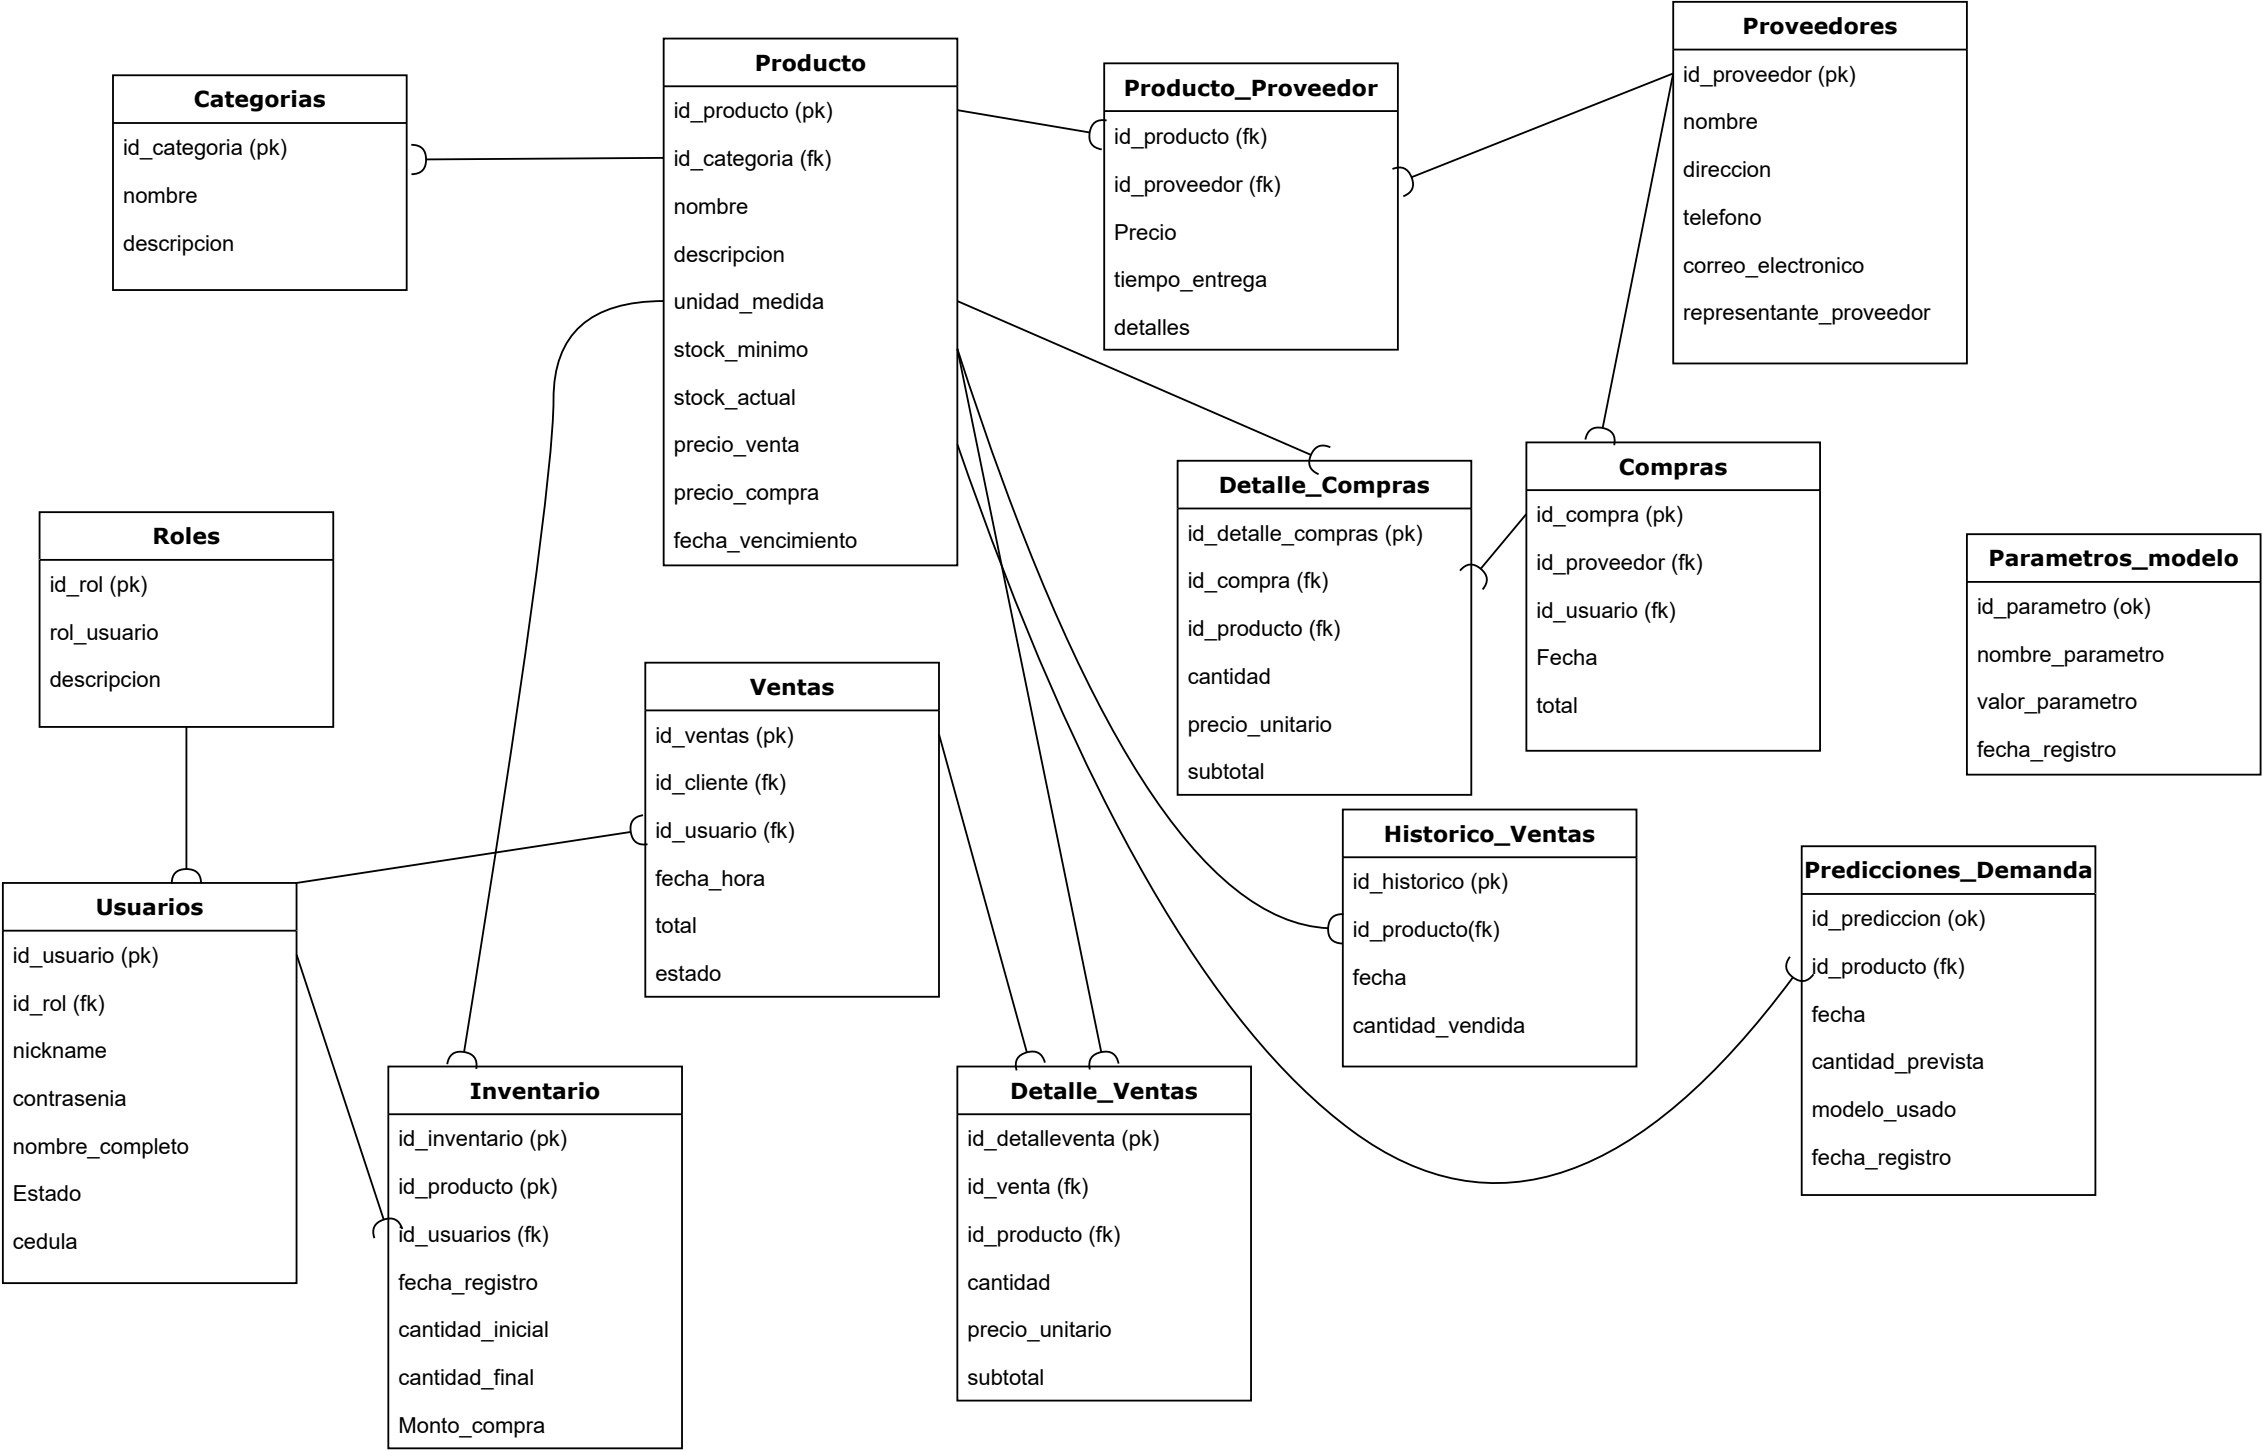 Categorias
id_categoria (pk)
nombre
descripcion
Producto
id_producto (pk)
id_categoria (fk)
nombre
descripcion
unidad_medida
stock_minimo
stock_actual
precio_venta
precio_compra
fecha_vencimiento
Producto_Proveedor
id_producto (fk)
id_proveedor (fk)
Precio
tiempo_entrega
detalles
Proveedores
id_proveedor (pk)
nombre
direccion
telefono
correo_electronico
representante_proveedor
Detalle_Compras
id_detalle_compras (pk)
id_compra (fk)
id_producto (fk)
cantidad
precio_unitario
subtotal
Compras
id_compra (pk)
id_proveedor (fk)
id_usuario (fk)
Fecha
total
Parametros_modelo
id_parametro (ok)
nombre_parametro
valor_parametro
fecha_registro
Roles
id_rol (pk)
rol_usuario
descripcion
Ventas
id_ventas (pk)
id_cliente (fk)
id_usuario (fk)
fecha_hora
total
estado
Historico_Ventas
id_historico (pk)
id_producto(fk)
fecha
cantidad_vendida
Predicciones_Demanda
id_prediccion (ok)
id_producto (fk)
fecha
cantidad_prevista
modelo_usado
fecha_registro
Usuarios
id_usuario (pk)
id_rol (fk)
nickname
contrasenia
nombre_completo
Estado
cedula
Inventario
id_inventario (pk)
id_producto (pk)
id_usuarios (fk)
fecha_registro
cantidad_inicial
cantidad_final
Monto_compra
Detalle_Ventas
id_detalleventa (pk)
id_venta (fk)
id_producto (fk)
cantidad
precio_unitario
subtotal